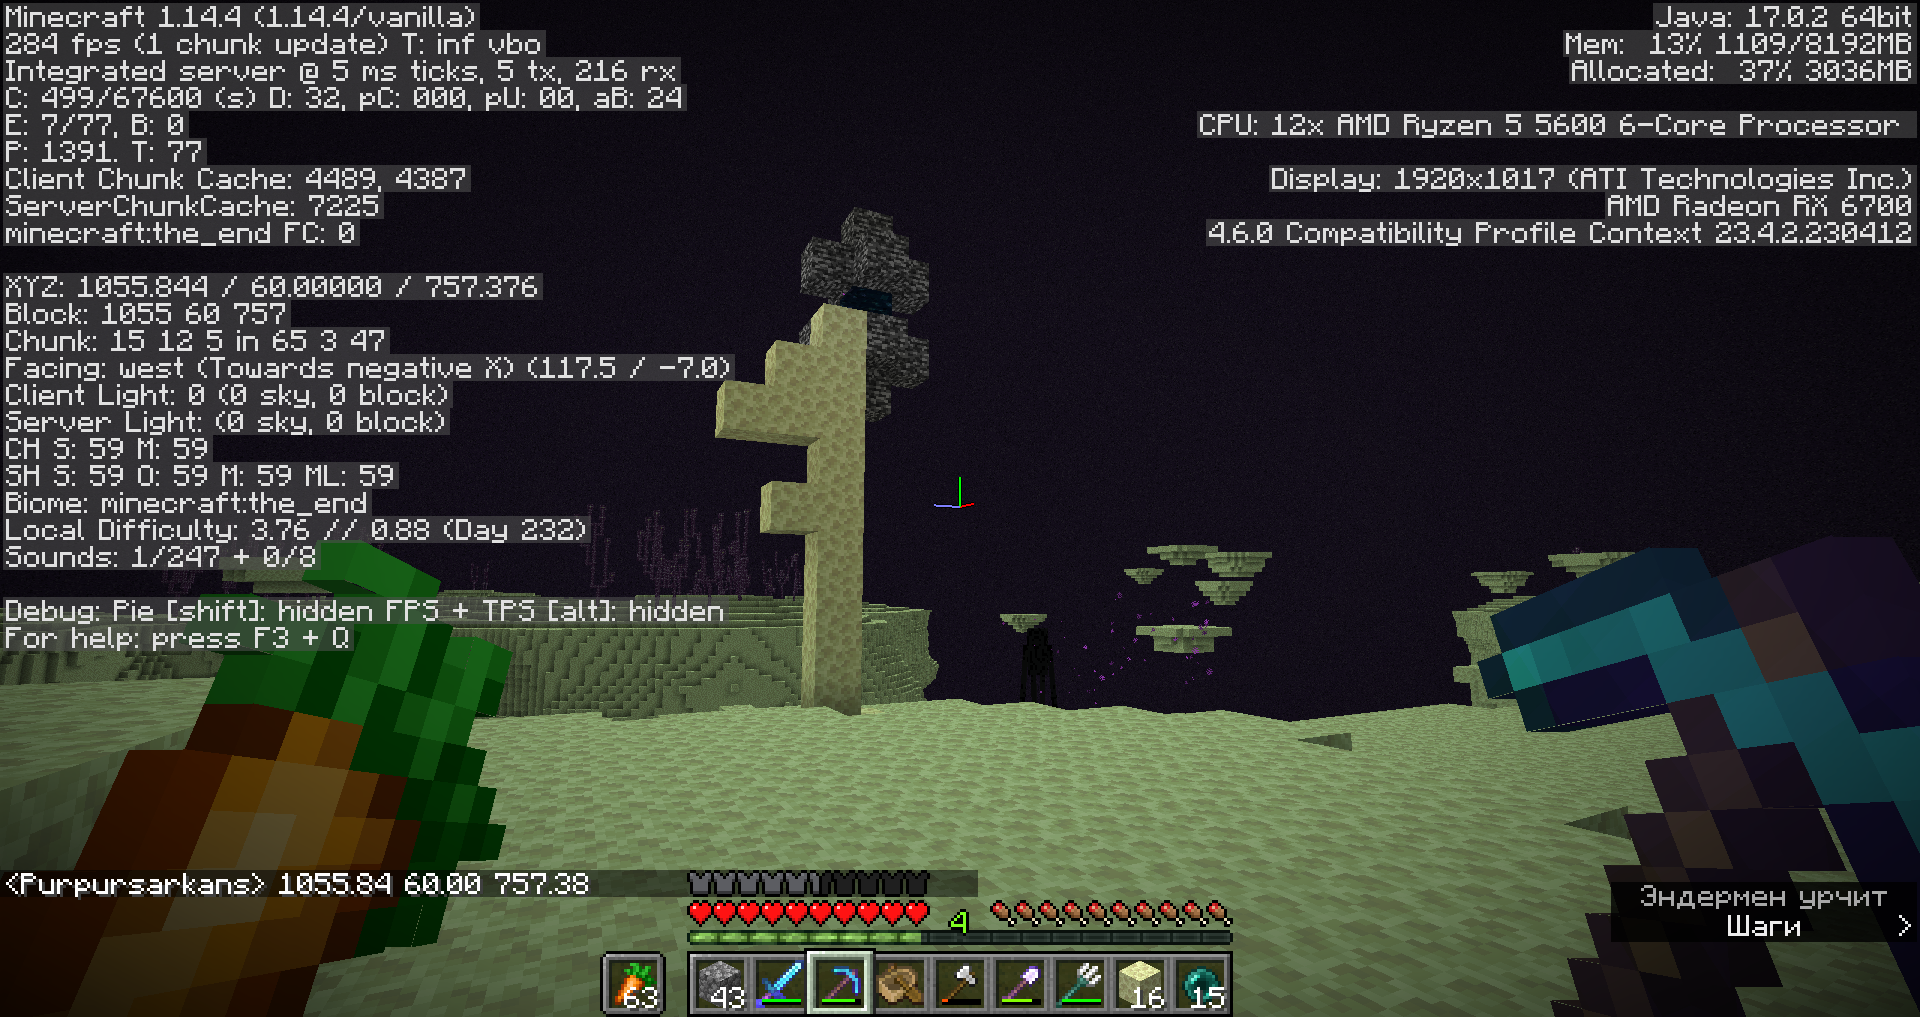 Minecraft 1.14.4 (1.14.4/vanilla)
284 fps (1 chunk update) T: inf vbo
Integrated server @ 5 ms ticks, 5 tx, 216 rx
C: 499/67600 (s) D: 32, pC: 000, pU: 00, aB: 24
E: 7/77, B: 0
P: 1391. T: 77
Client Chunk Cache: 4489, 4387
ServerChunkCache: 7225
minecraft:the_end FC: 0
XYZ: 1055.844 / 60.00000 / 757.376
Block: 1055 60 757
Chunk: 15 12 5 in 65 3 47
Facing: west (Towards negative X) (117.5 / -7.0)
Client Light: 0 (0 sky, 0 block)
Server Light: (0 sky, 0 block)
CH S: 59 M: 59
SH S: 59 O: 59 M: 59 ML: 59
Biome: minecraft:the_end
Local Difficulty: 3.76 // 0.88 (Day 232)
Sounds: 1/247 + 0/8
Debug: Pie [shift]: hidden FPS + TPS [alt]: hidden
For help: press F3 + Q
Java: 17.0.2 64bit
Mem: 13% 1109/8192MB
Allocated: 37% 3036MB
CPU: 12x AMD Ryzen 5 5600 6-Core Processor
Display: 1920x1017 (ATI Technologies Inc.)
AMD Radeon RX 6700
4.6.0 Compatibility Profile Context 23.4.2.230412
<Purpursarkans> 1055.84 60.00 757.38
Эндермен урчит
Шаги >
4
63 43 16 15